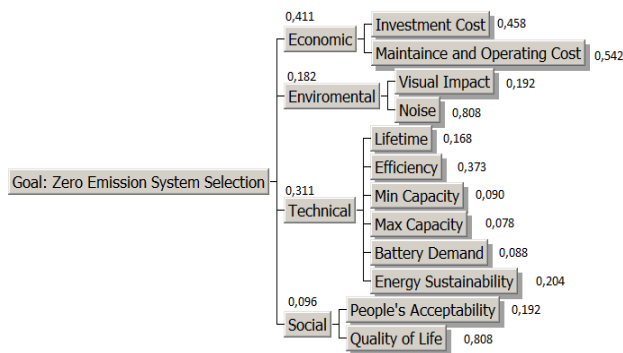 0,411
Investment Cost 0,458
Economic
Maintaince and Operating Cost 0,542
0,182
Visual Impact 0,192
Enviromental
Noise 0,808
Lifetime 0,168
Efficiency 0,373
Goal: Zero Emission System Selection
0,311
Min Capacity 0,090
Technical
Max Capacity 0,078
Battery Demand 0,088
Energy Sustainability 0,204
0,096
People's Acceptability 0,192
Social
Quality of Life 0,808